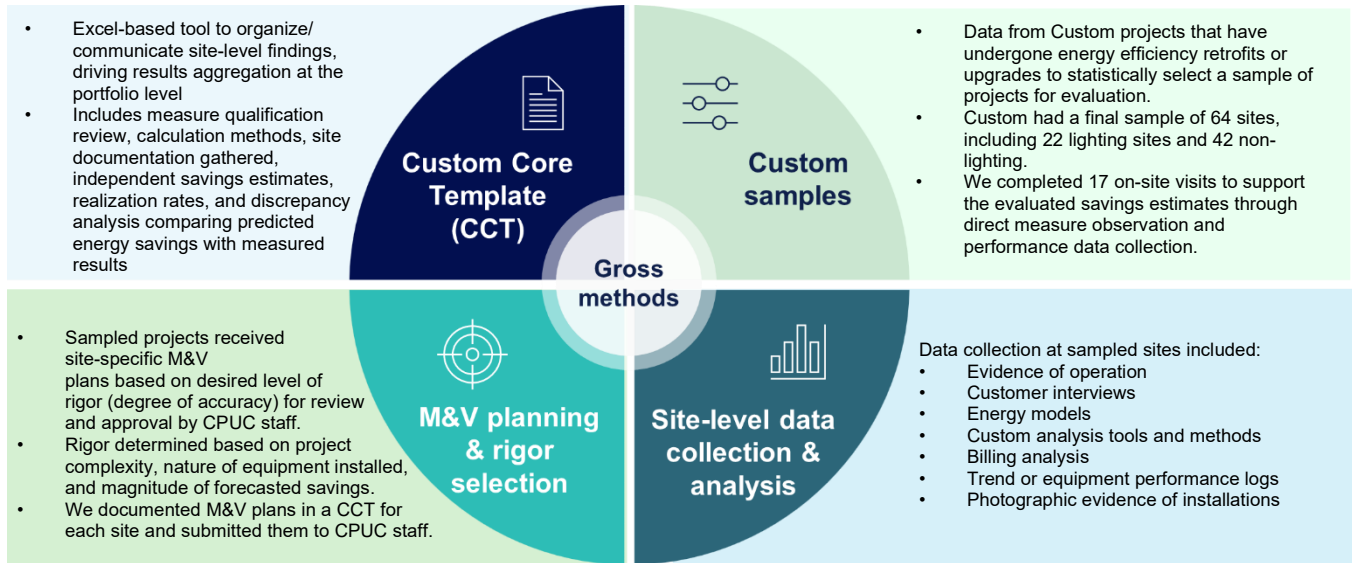 • Excel-based tool to organize/
communicate site-level findings,
driving results aggregation at the
portfolio level
• Includes measure qualification
review, calculation methods, site
documentation gathered,
independent savings estimates,
realization rates, and discrepancy
analysis comparing predicted
energy savings with measured
results
Custom Core
Template
(CCT)
Custom
samples
• Data from Custom projects that have
undergone energy efficiency retrofits or
upgrades to statistically select a sample of
projects for evaluation.
• Custom had a final sample of 64 sites,
including 22 lighting sites and 42 non-
lighting.
• We completed 17 on-site visits to support
the evaluated savings estimates through
direct measure observation and
performance data collection.
Gross
methods
• Sampled projects received
site-specific M&V
plans based on desired level of
rigor (degree of accuracy) for review
and approval by CPUC staff.
• Rigor determined based on project
complexity, nature of equipment installed,
and magnitude of forecasted savings.
• We documented M&V plans in a CCT for
each site and submitted them to CPUC staff.
M&V planning
& rigor
selection
Site-level data
collection &
analysis
Data collection at sampled sites included:
• Evidence of operation
• Customer interviews
• Energy models
• Custom analysis tools and methods
• Billing analysis
• Trend or equipment performance logs
• Photographic evidence of installations